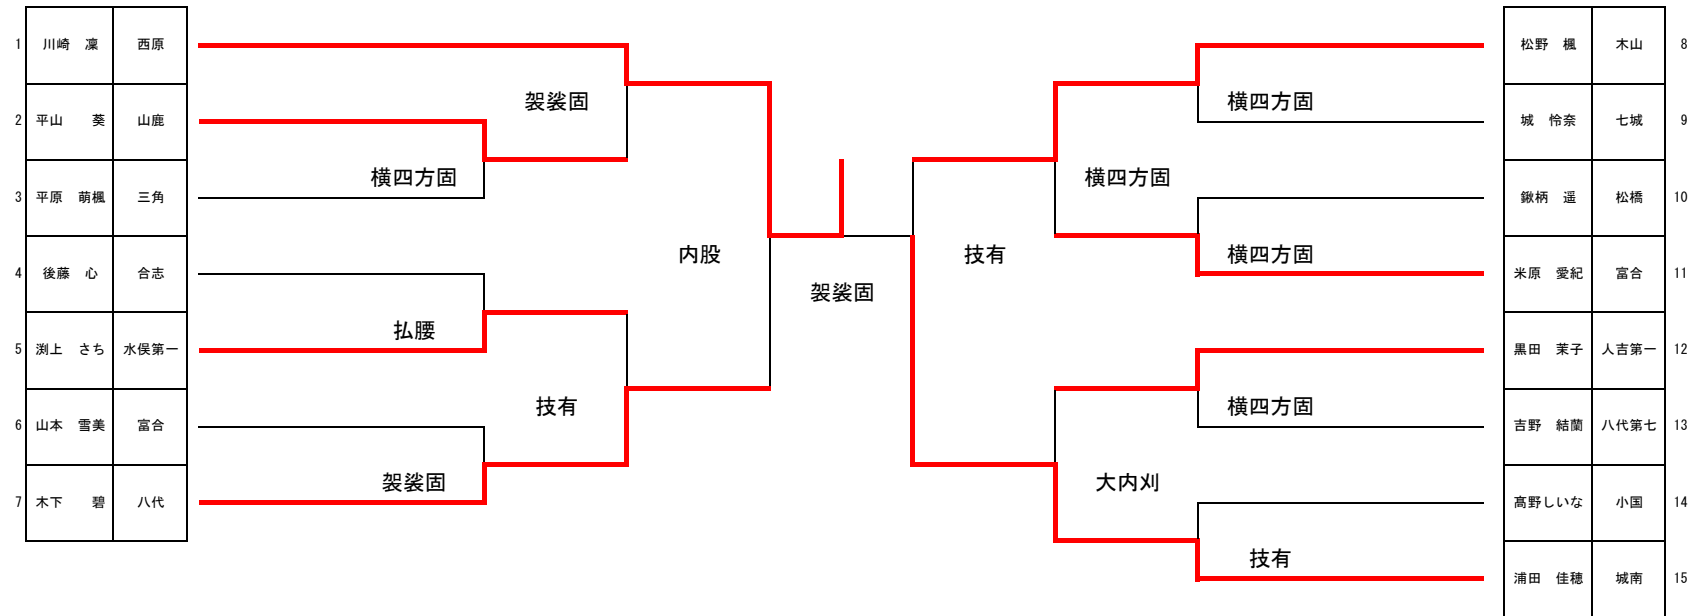 1 川崎 凜 西原
2 平山 葵 山鹿
3 平原 萌楓 三角
4 後藤 心 合志
5 渕上 さち 水俣第一
6 山本 雪美 富合
7 木下 碧 八代
袈裟固
横四方固
払腰
技有
袈裟固
内股
袈裟固
技有
横四方固
大内刈
横四方固
横四方固
横四方固
技有
松野 楓 木山 8
城 怜奈 七城 9
鍬柄 遥 松橋 10
米原 愛紀 富合 11
黒田 茉子 人吉第一 12
吉野 結蘭 八代第七 13
髙野しいな 小国 14
浦田 佳穂 城南 15